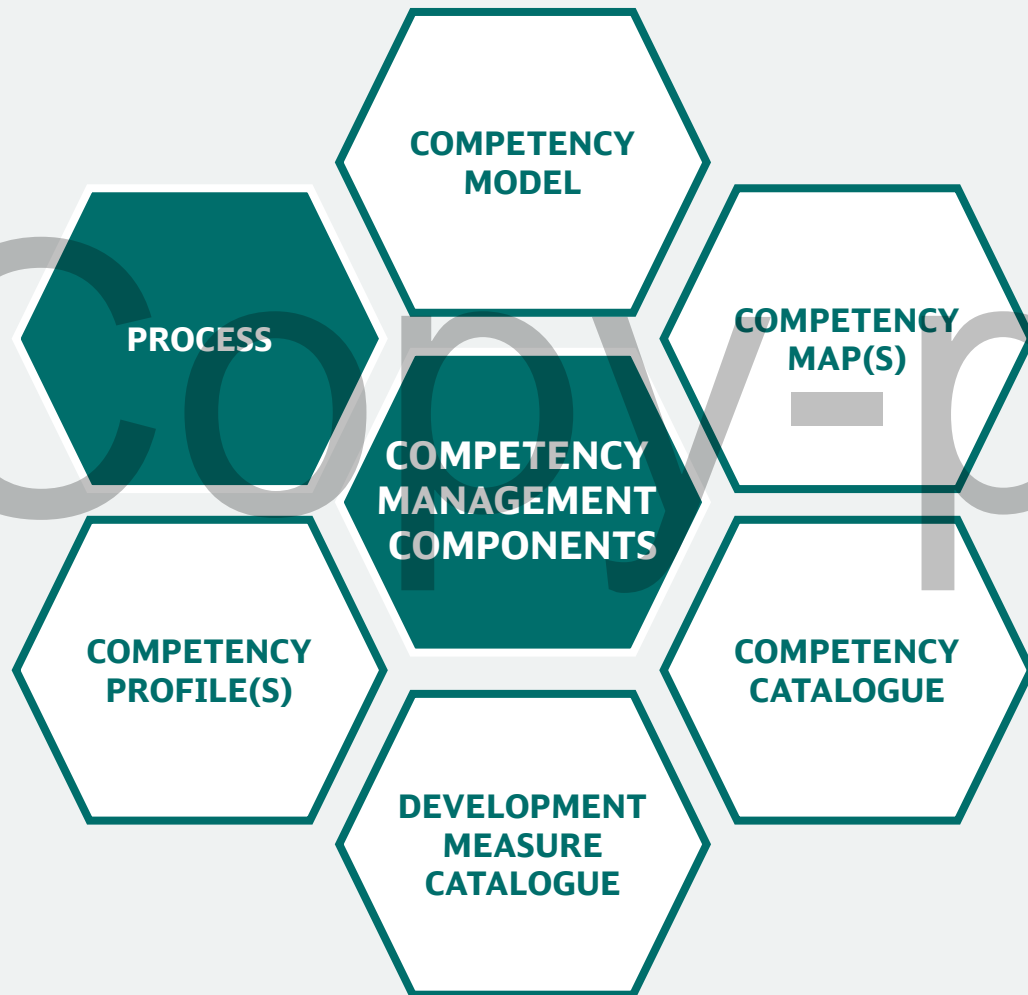 COMPETENCY
MODEL
PROCESS
COMPETENCY
MAP(S)
COMPETENCY
MANAGEMENT
COMPONENTS
COMPETENCY
PROFILE(S)
COMPETENCY
CATALOGUE
DEVELOPMENT
MEASURE
CATALOGUE
Copy-p